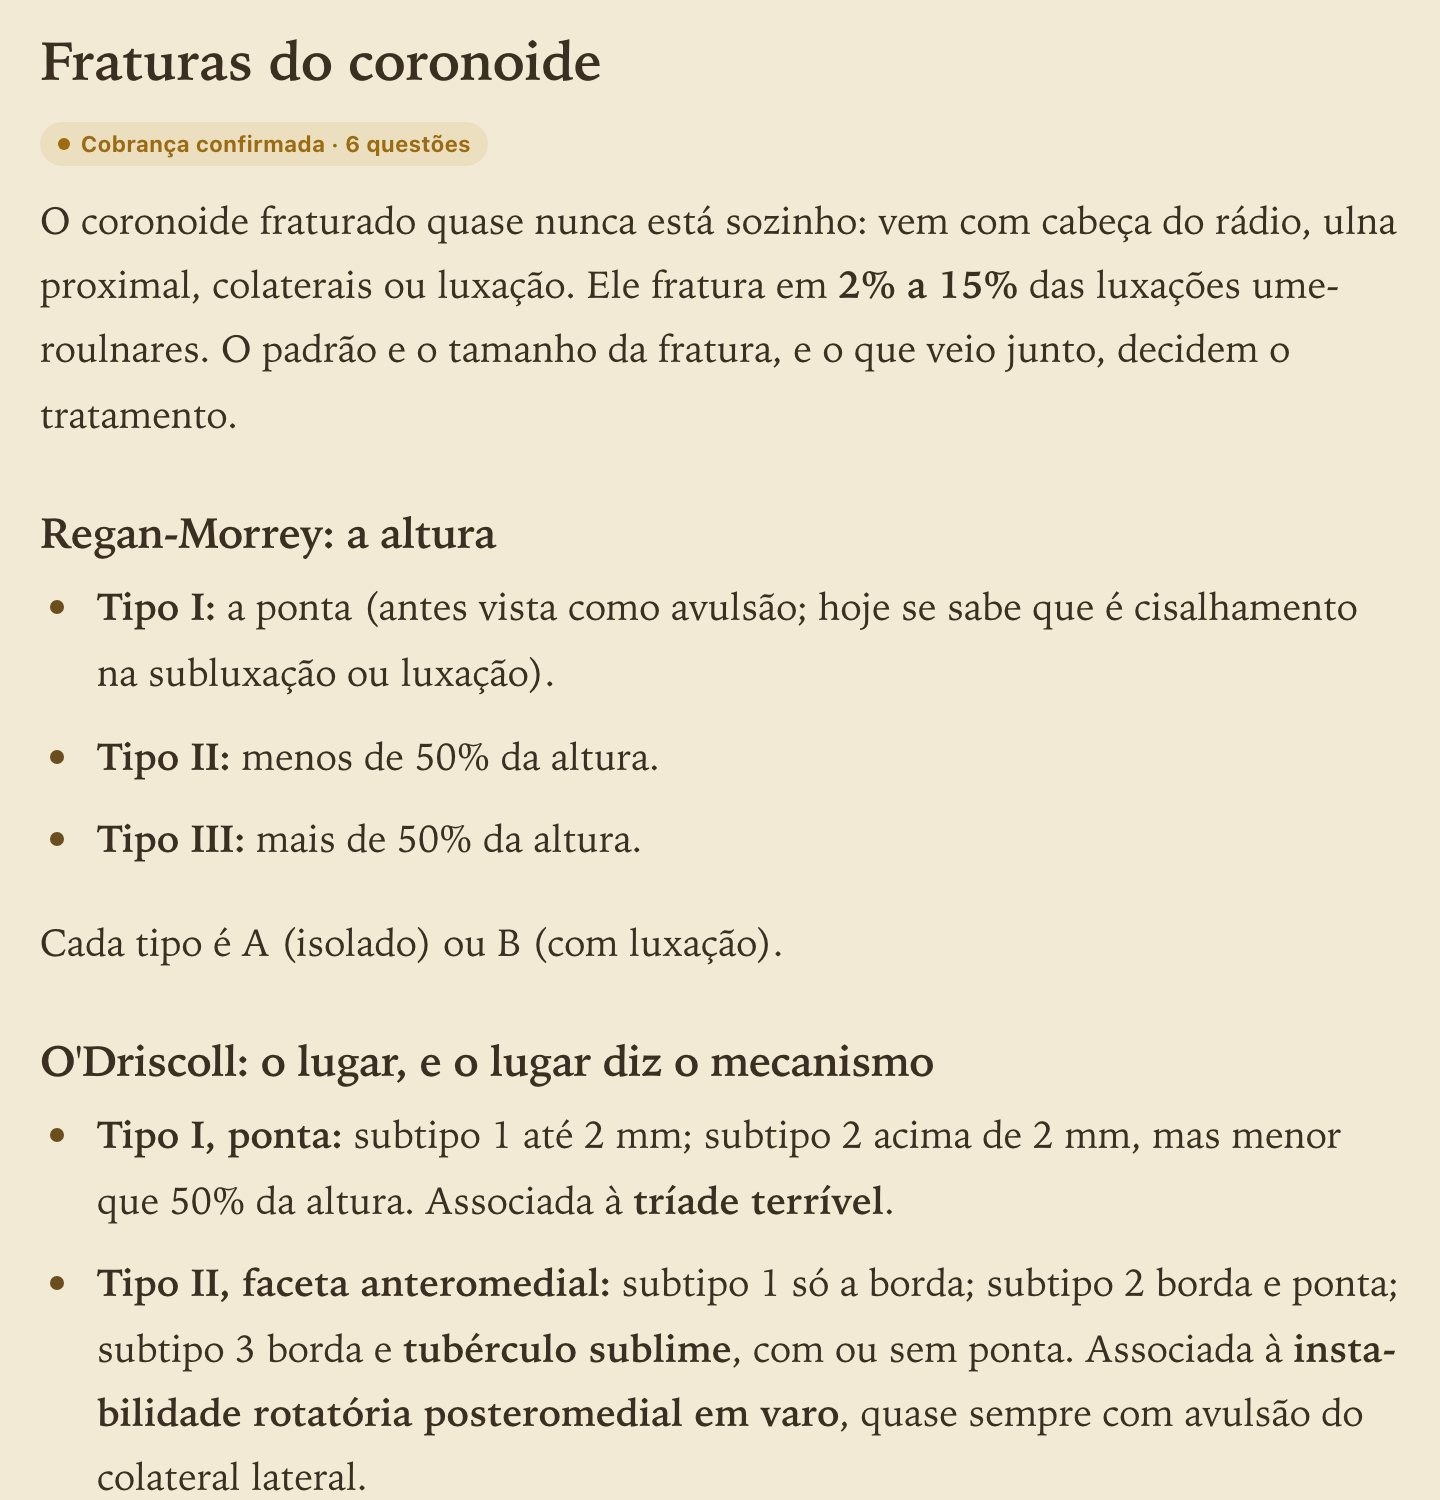 Fraturas do coronoide
Cobrança confirmada · 6 questões
O coronoide fraturado quase nunca está sozinho: vem com cabeça do rádio, ulna
proximal, colaterais ou luxação. Ele fratura em 2% a 15% das luxações ume-
roulnares. O padrão e o tamanho da fratura, e o que veio junto, decidem o
tratamento.
Regan-Morrey: a altura
• Tipo I: a ponta (antes vista como avulsão; hoje se sabe que é cisalhamento
na subluxação ou luxação).
• Tipo II: menos de 50% da altura.
• Tipo III: mais de 50% da altura.
Cada tipo é A (isolado) ou B (com luxação).
O'Driscoll: o lugar, e o lugar diz o mecanismo
• Tipo I, ponta: subtipo 1 até 2 mm; subtipo 2 acima de 2 mm, mas menor
que 50% da altura. Associada à tríade terrível.
• Tipo II, faceta anteromedial: subtipo 1 só a borda; subtipo 2 borda e ponta;
subtipo 3 borda e tubérculo sublime, com ou sem ponta. Associada à insta-
bilidade rotatória posteromedial em varo, quase sempre com avulsão do
colateral lateral.